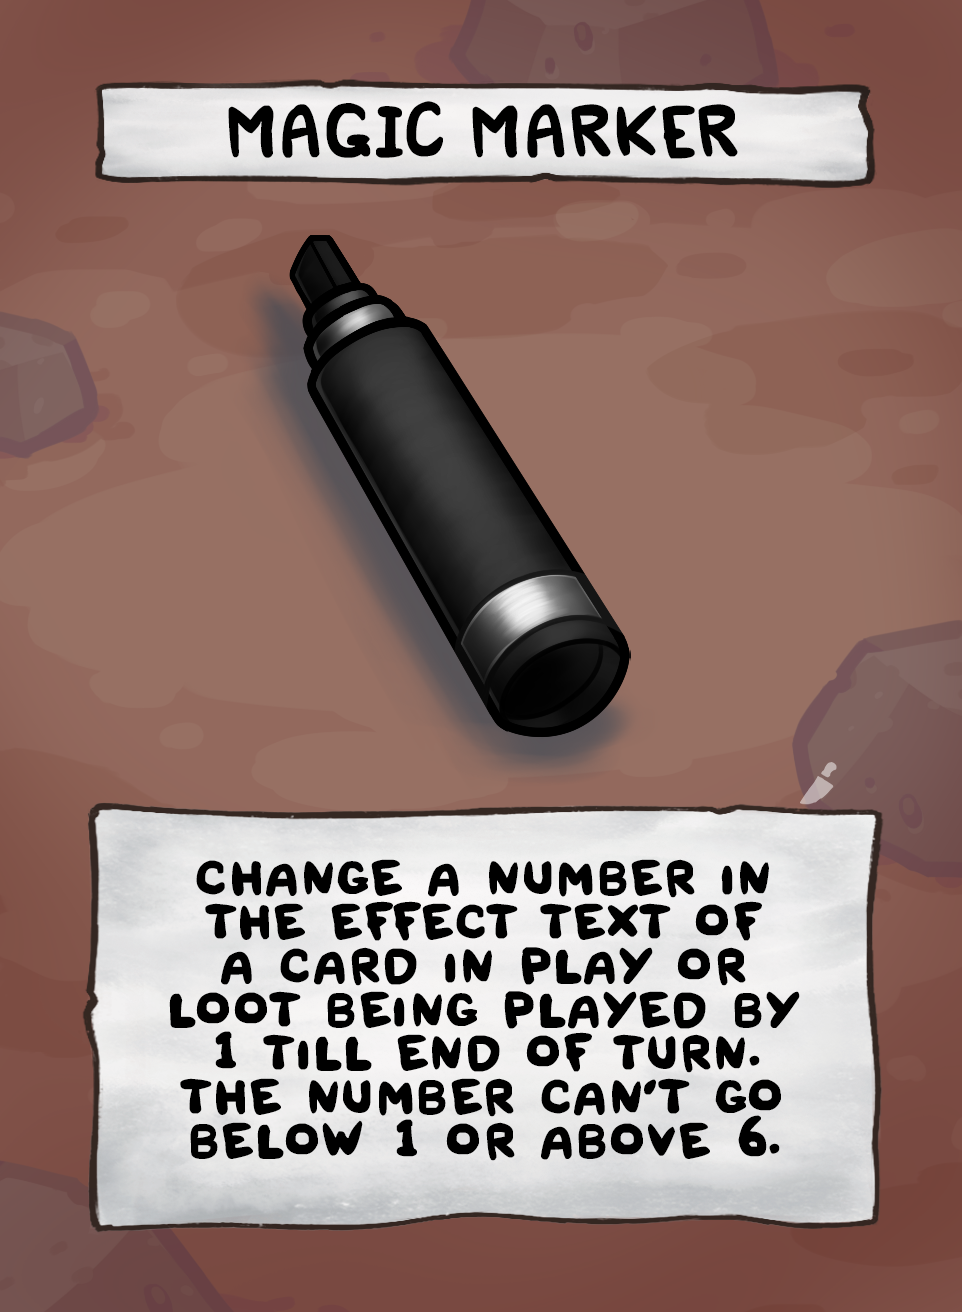 MAGIC MARKER
CHANGE A NUMBER IN
THE EFFECT TEXT OF
A CARD IN PLAY OR
LOOT BEING PLAYED BY
1 TILL END OF TURN.
THE NUMBER CAN'T GO
BELOW 1 OR ABOVE 6.